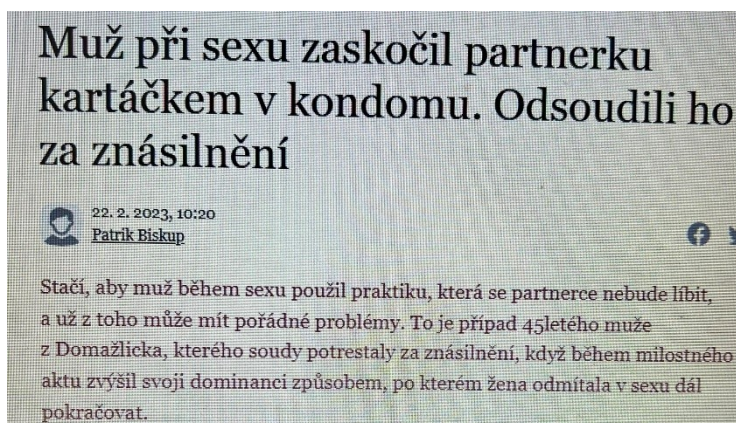 Muž při sexu zaskočil partnerku
kartáčkem v kondomu. Odsoudili ho
za znásilnění
22. 2. 2023, 10:20
Patrik Biskup
Stačí, aby muž během sexu použil praktiku, která se partnerce nebude líbit,
a už z toho může mít pořádné problémy. To je případ 45letého muže
z Domažlicka, kterého soudy potrestaly za znásilnění, když během milostného
aktu zvýšil svoji dominanci způsobem, po kterém žena odmítala v sexu dál
pokračovat.